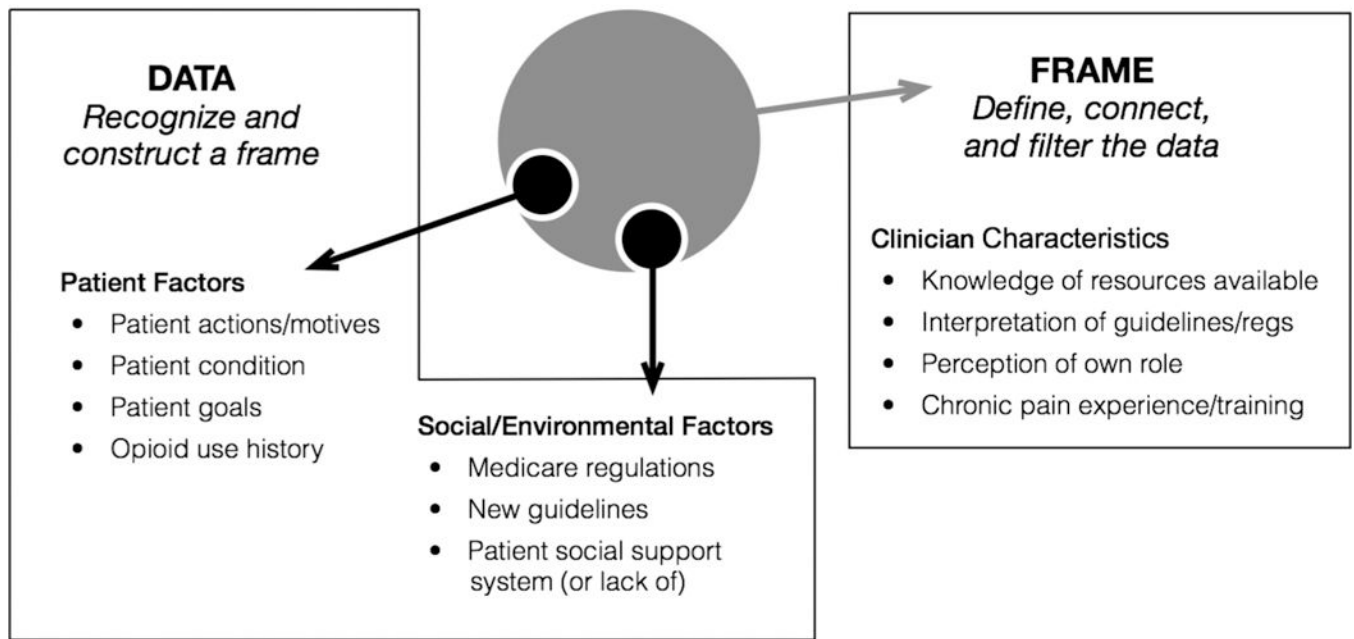 DATA
Recognize and
construct a frame
Patient Factors
• Patient actions/motives
• Patient condition
• Patient goals
• Opioid use history
Social/Environmental Factors
• Medicare regulations
• New guidelines
• Patient social support
system (or lack of)
FRAME
Define, connect,
and filter the data
Clinician Characteristics
• Knowledge of resources available
• Interpretation of guidelines/regs
• Perception of own role
• Chronic pain experience/training